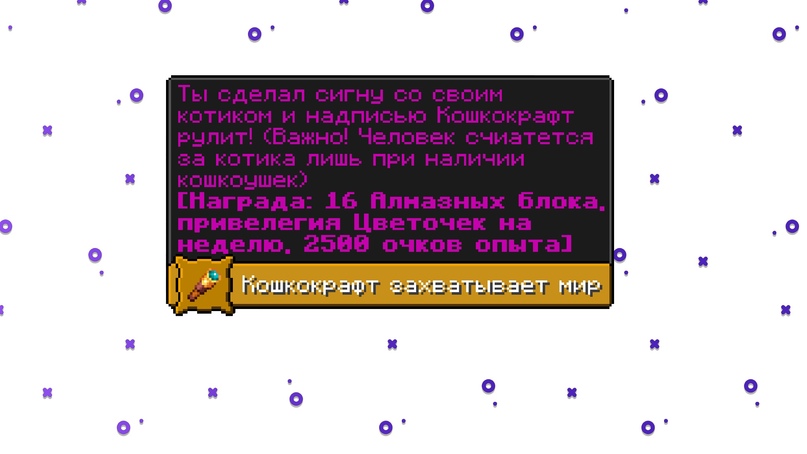 Ты сделал сигну со своим
котиком и надписью Кошкокрафт
рулит! (Важно! Человек счиатется
за котика лишь при наличии
кошкоушек)
[Награда: 16 Алмазных блока,
привелегия Цветочек на
неделю, 2500 очков опыта]
Кошкокрафт захватывает мир